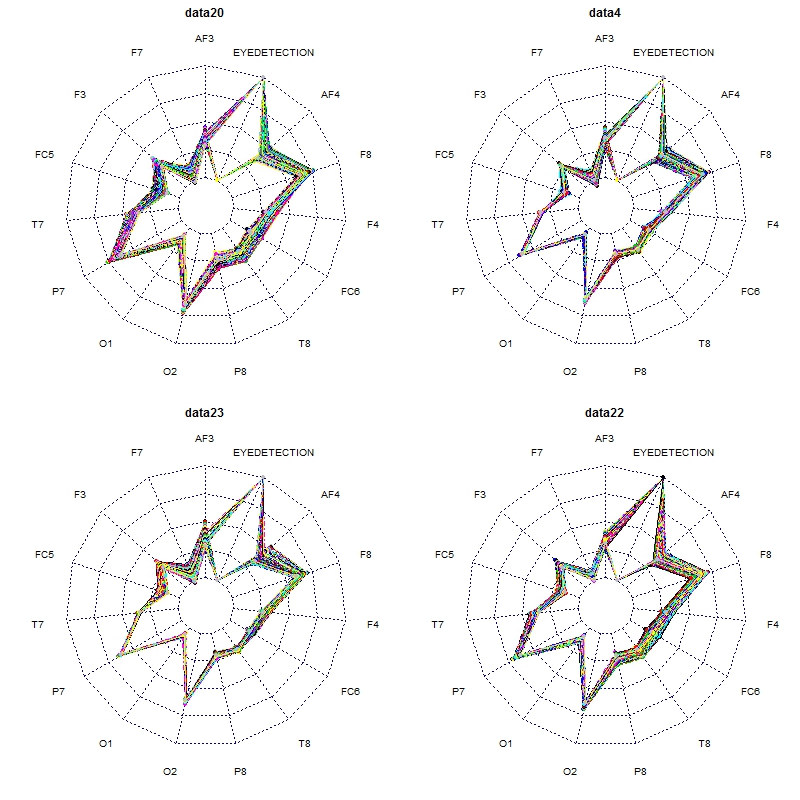 data20
AF3
F7
EYEDETECTION
F3
AF4
FC5
F8
T7
F4
P7
FC6
O1
T8
O2
P8
data4
AF3
F7
EYEDETECTION
F3
AF4
FC5
F8
T7
F4
P7
FC6
O1
T8
O2
P8
data23
AF3
F7
EYEDETECTION
F3
AF4
FC5
F8
T7
F4
P7
FC6
O1
T8
O2
P8
data22
AF3
F7
EYEDETECTION
F3
AF4
FC5
F8
T7
F4
P7
FC6
O1
T8
O2
P8